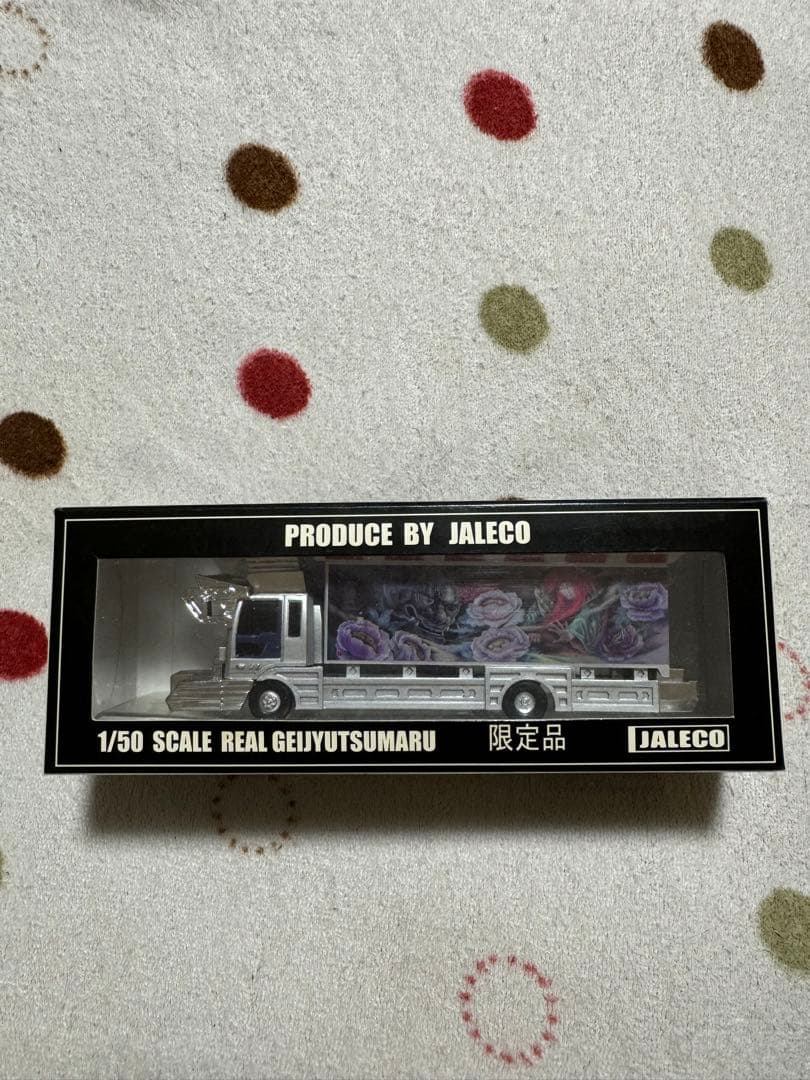 PRODUCE BY JALECO
1/50 SCALE REAL GEIJYUTSUMARU 限定品 JALECO